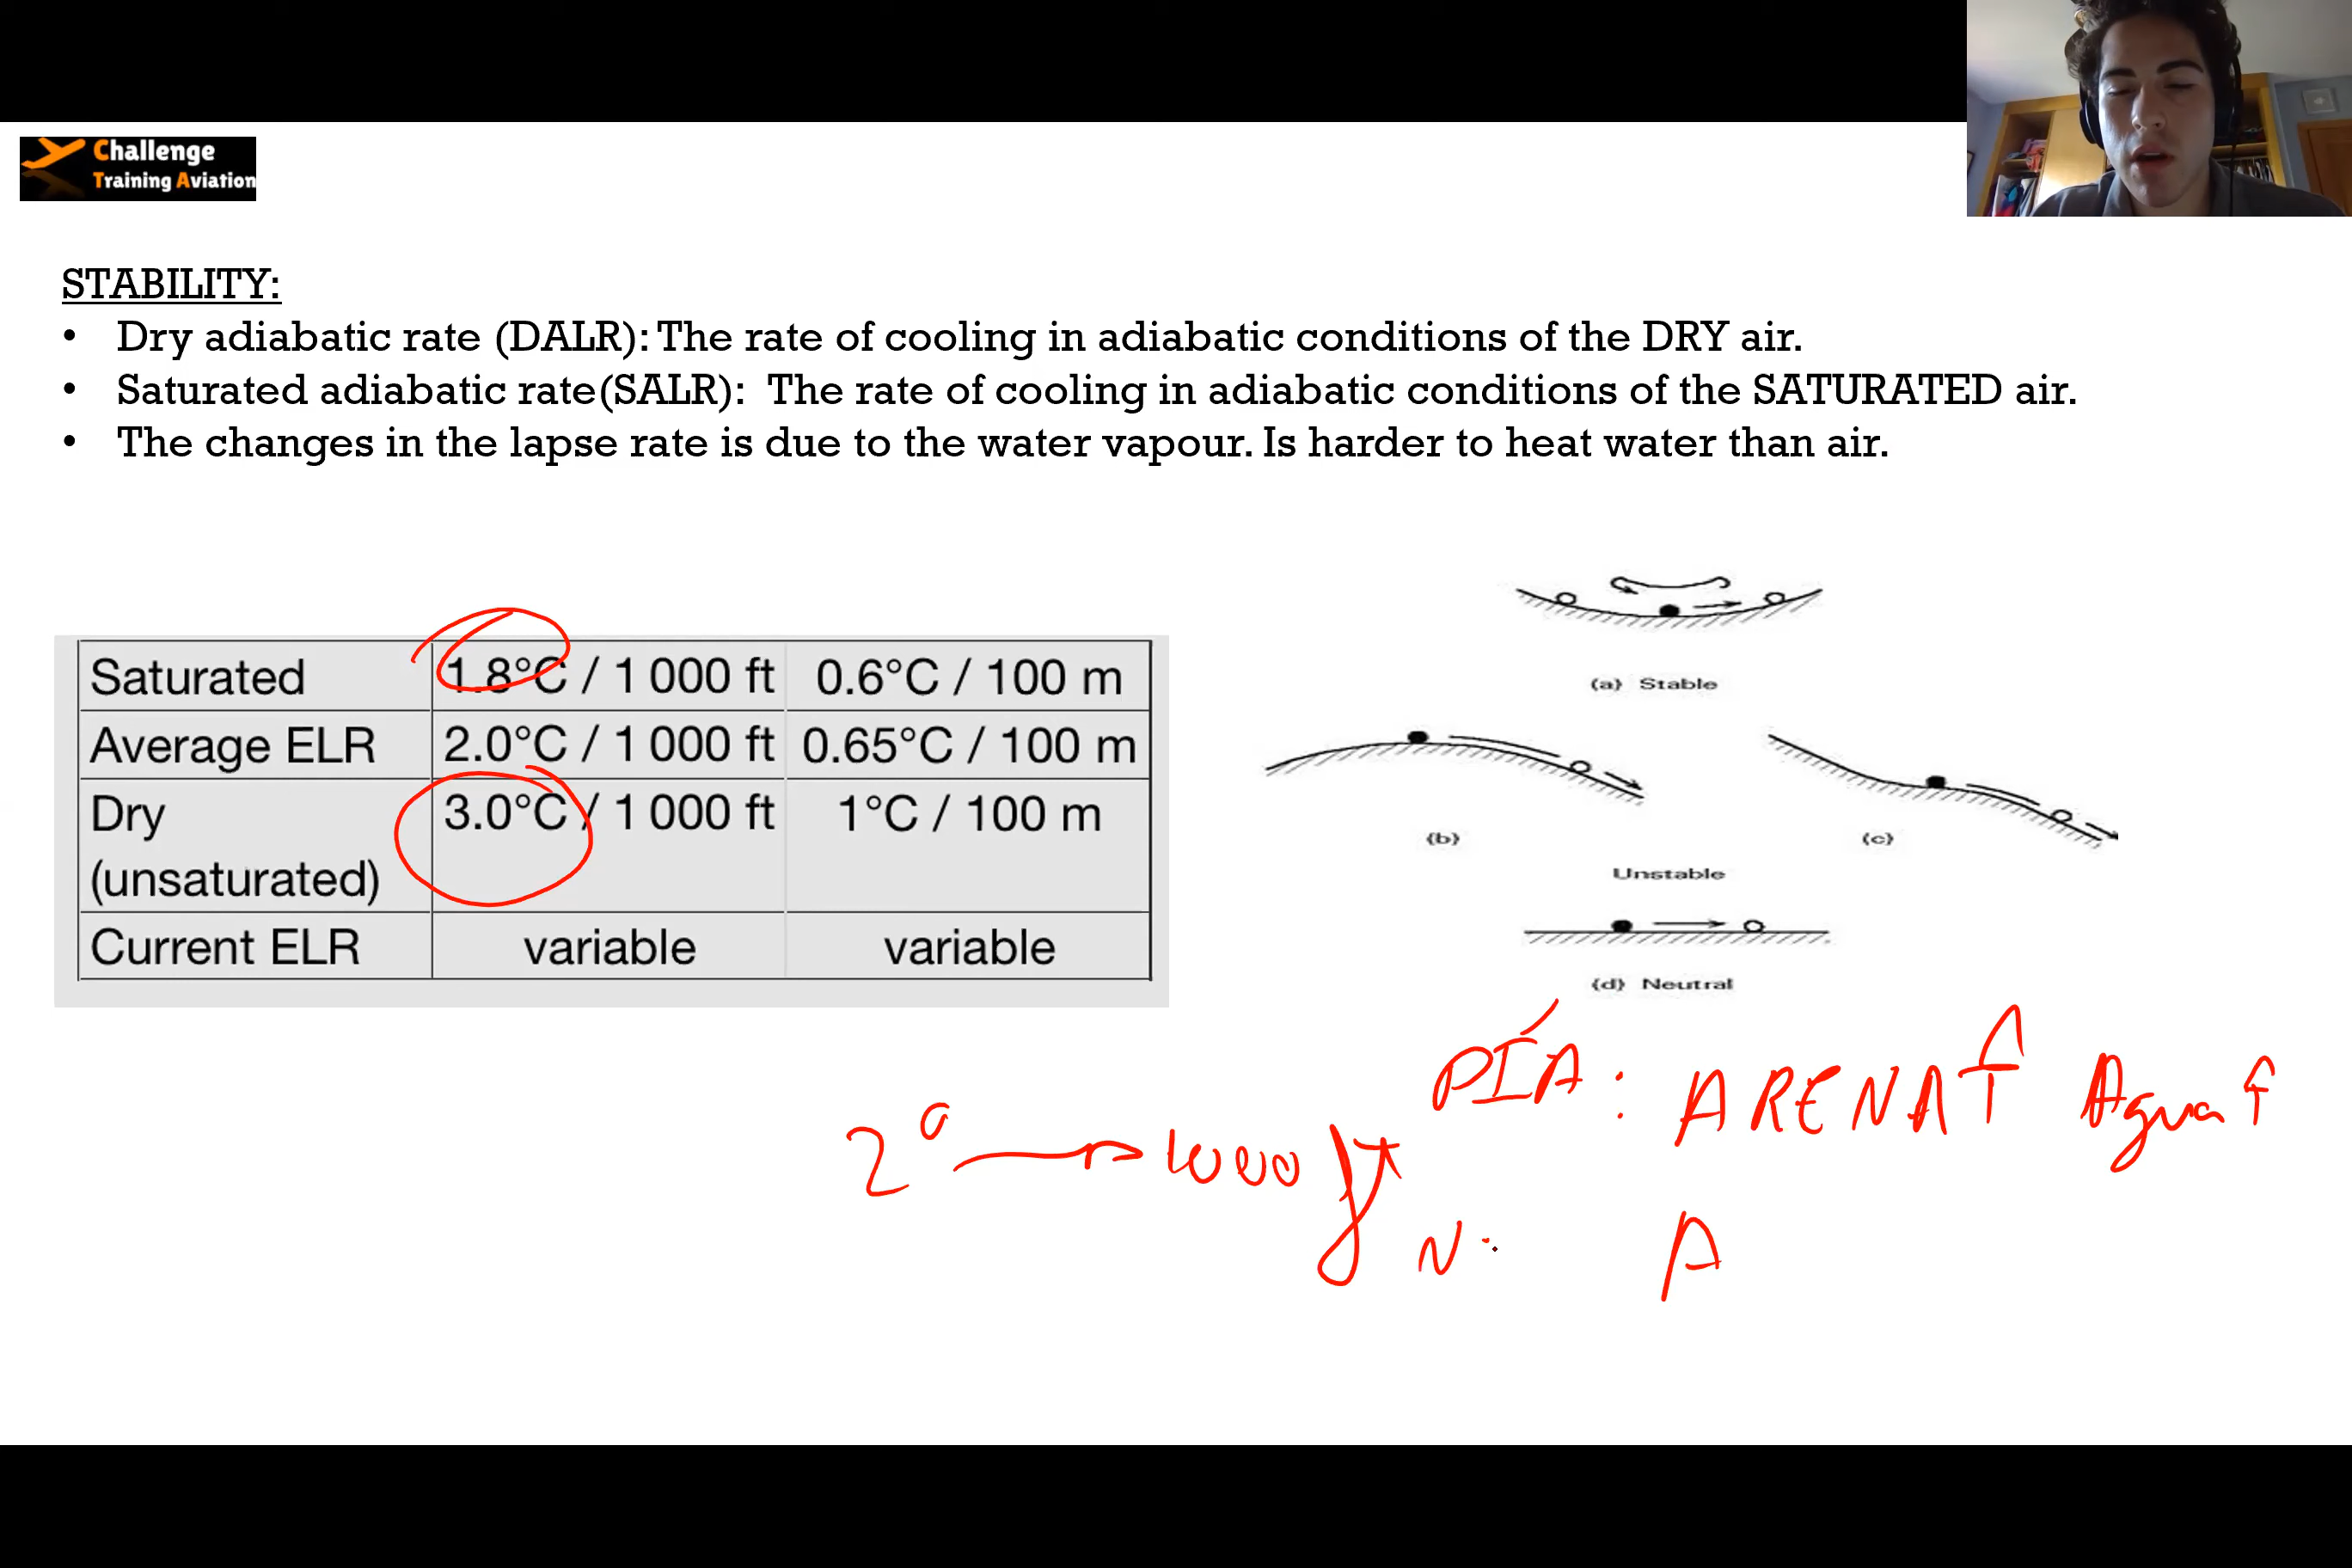 Challenge
Training Aviation
STABILITY:
• Dry adiabatic rate (DALR): The rate of cooling in adiabatic conditions of the DRY air.
• Saturated adiabatic rate(SALR): The rate of cooling in adiabatic conditions of the SATURATED air.
• The changes in the lapse rate is due to the water vapour. Is harder to heat water than air.
Saturated 1.8°C / 1 000 ft 0.6°C / 100 m
Average ELR 2.0°C / 1 000 ft 0.65°C / 100 m
Dry (unsaturated) 3.0°C / 1 000 ft 1°C / 100 m
Current ELR variable variable
(a) Stable
(b)
(c)
Unstable
(d) Neutral
: ARENA Agua
2° 1000 ft
N: A